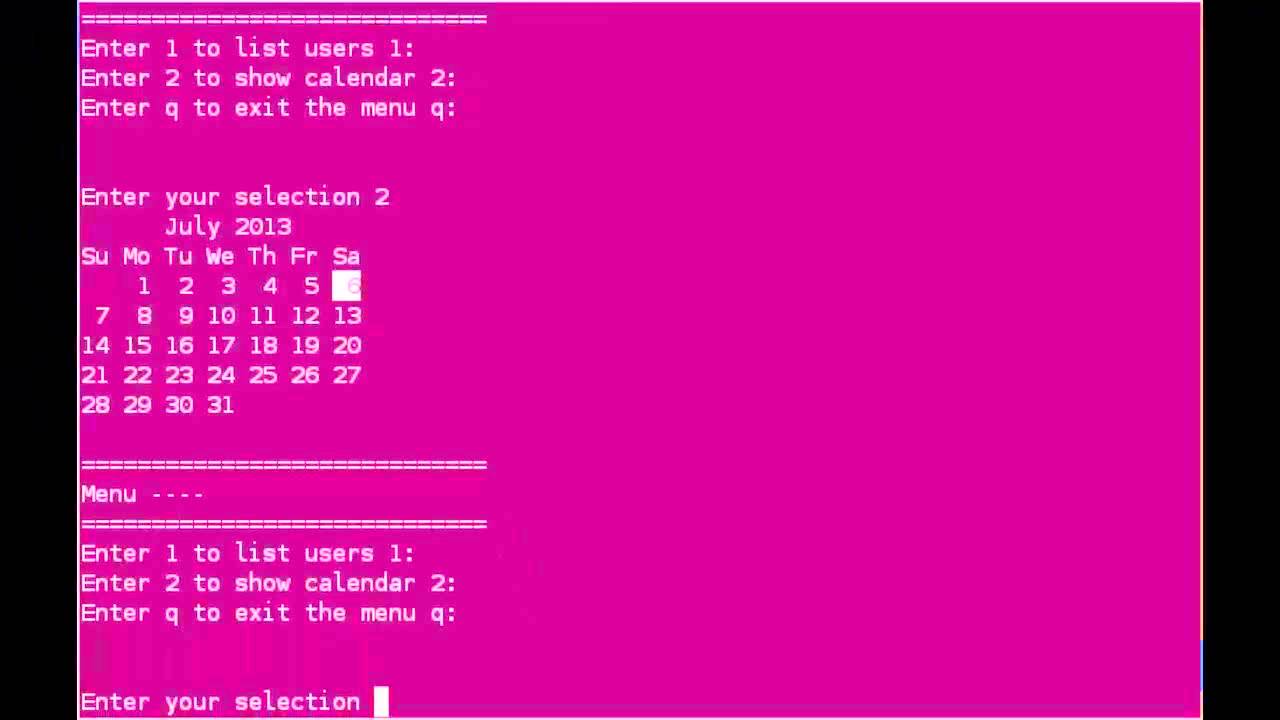 =============================
Enter 1 to list users 1:
Enter 2 to show calendar 2:
Enter q to exit the menu q:
Enter your selection 2
July 2013
Su Mo Tu We Th Fr Sa
1 2 3 4 5 6
7 8 9 10 11 12 13
14 15 16 17 18 19 20
21 22 23 24 25 26 27
28 29 30 31
=============================
Menu ----
=============================
Enter 1 to list users 1:
Enter 2 to show calendar 2:
Enter q to exit the menu q:
Enter your selection